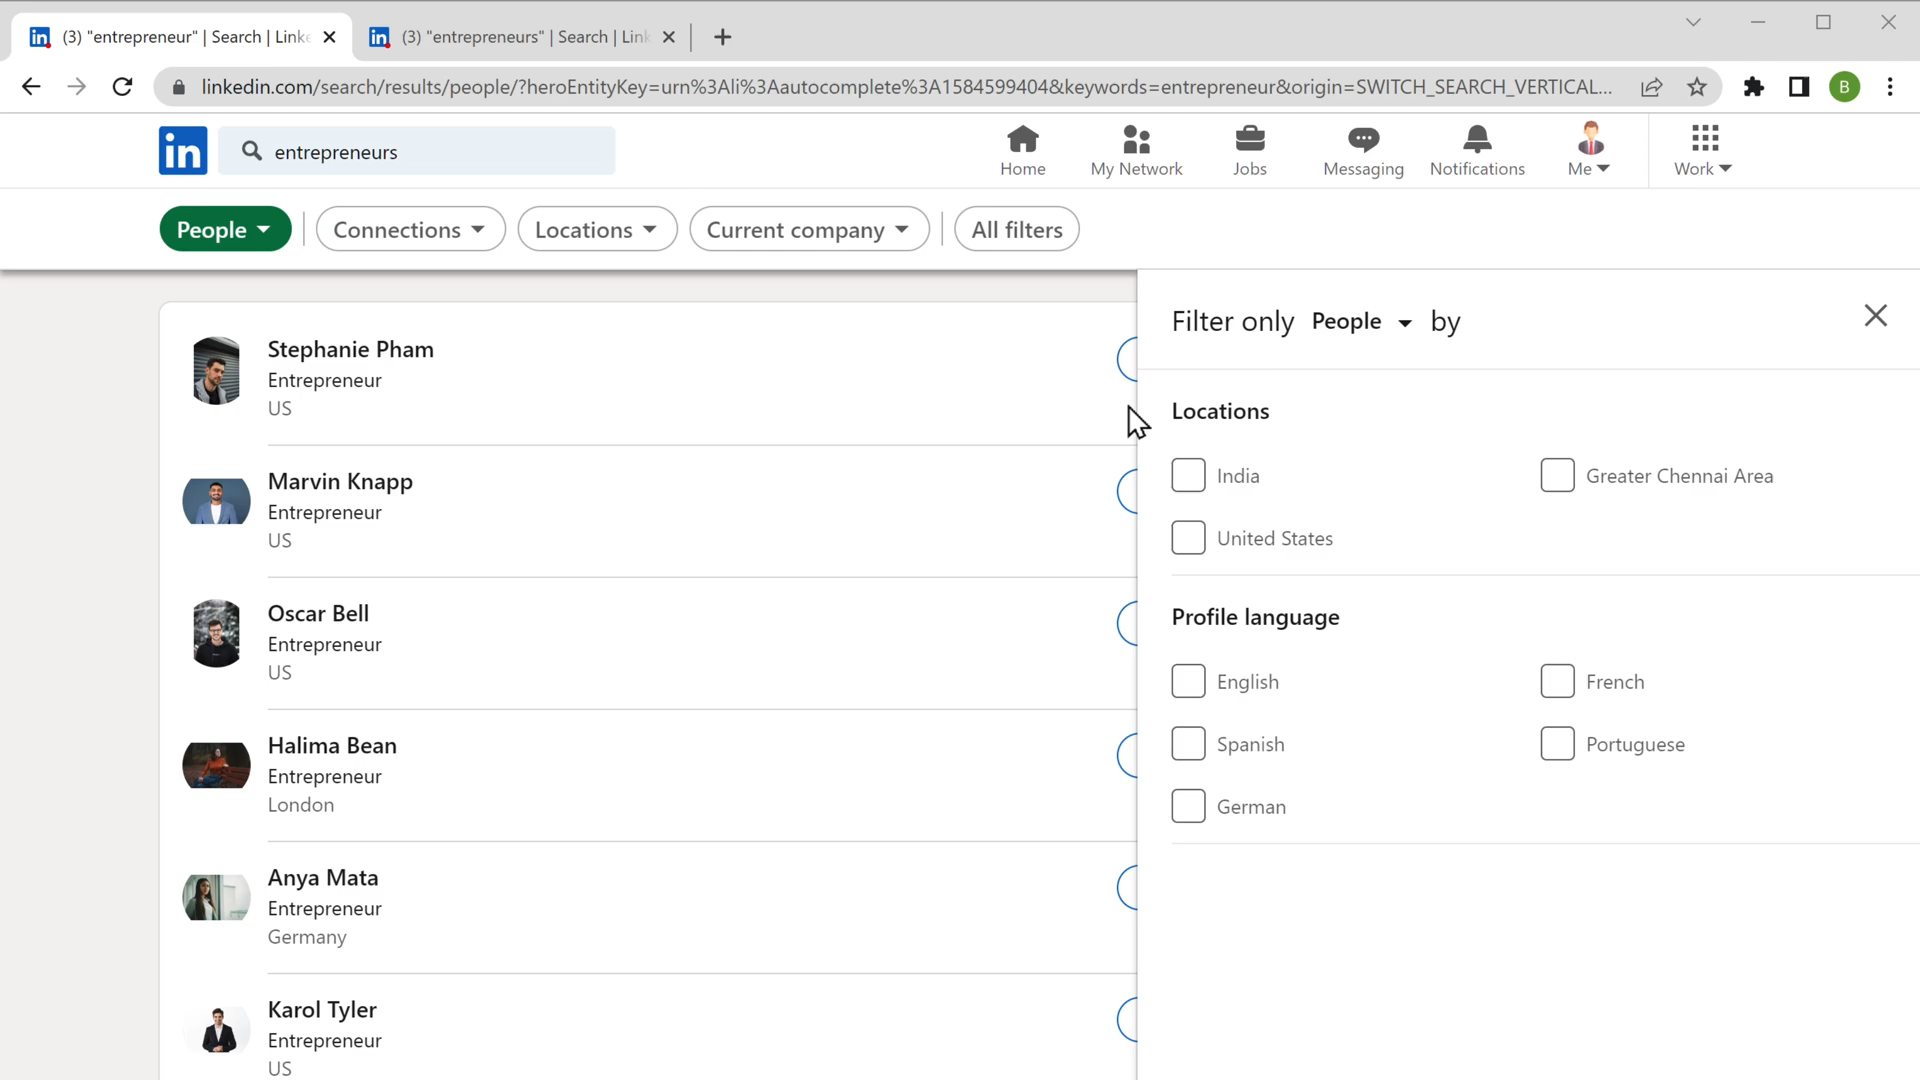 (3) "entrepreneur" | Search | Linke
(3) "entrepreneurs" | Search | Link
linkedin.com/search/results/people/?heroEntityKey=urn%3Ali%3Aautocomplete%3A1584599404&keywords=entrepreneur&origin=SWITCH_SEARCH_VERTICAL...
B
in
entrepreneurs
Home
My Network
Jobs
Messaging
Notifications
Me
Work
People
Connections
Locations
Current company
All filters
Stephanie Pham
Entrepreneur
US
Marvin Knapp
Entrepreneur
US
Oscar Bell
Entrepreneur
US
Halima Bean
Entrepreneur
London
Anya Mata
Entrepreneur
Germany
Karol Tyler
Entrepreneur
US
Filter only People by
Locations
India
Greater Chennai Area
United States
Profile language
English
French
Spanish
Portuguese
German